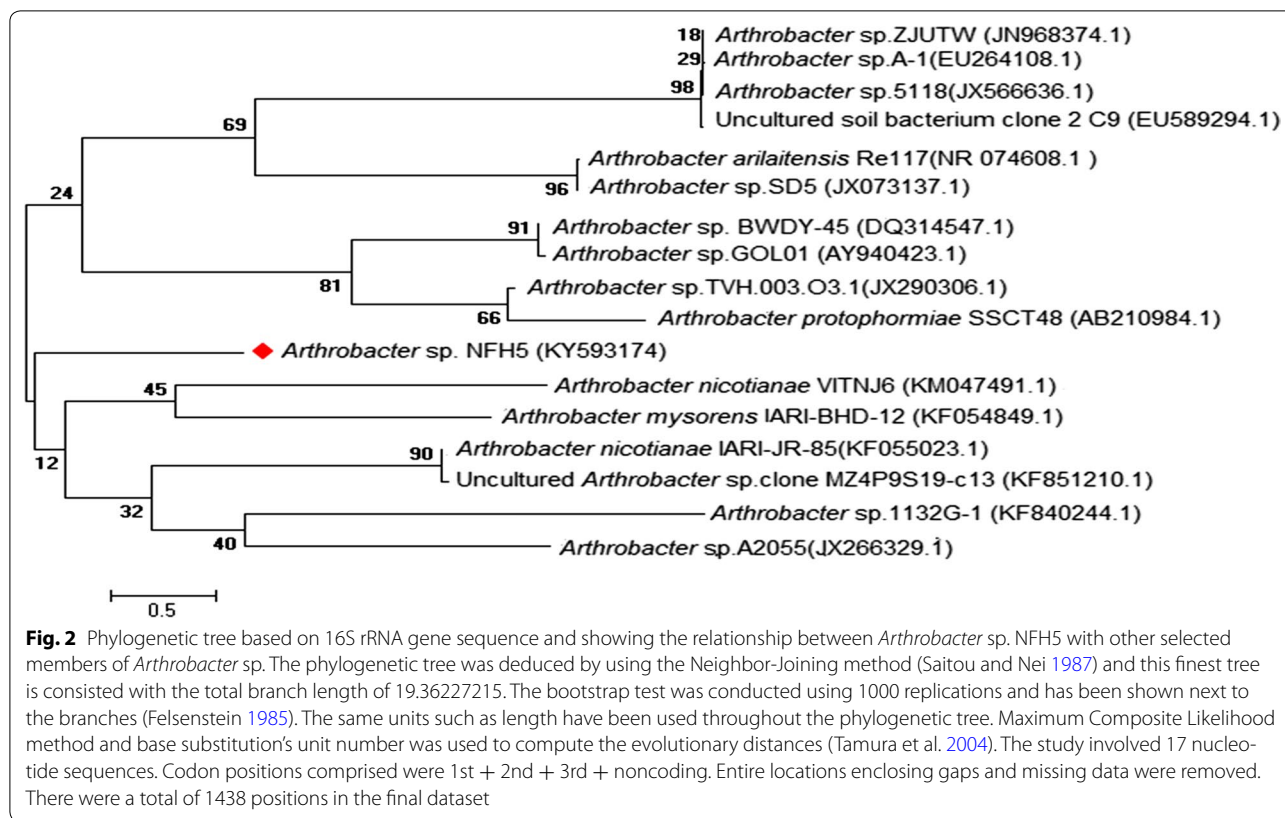 18 Arthrobacter sp.ZJUTW (JN968374.1)
29 Arthrobacter sp.A-1(EU264108.1)
98 Arthrobacter sp.5118(JX566636.1)
Uncultured soil bacterium clone 2 C9 (EU589294.1)
69
Arthrobacter arilaitensis Re117(NR 074608.1 )
96 Arthrobacter sp.SD5 (JX073137.1)
24
91 Arthrobacter sp. BWDY-45 (DQ314547.1)
Arthrobacter sp.GOL01 (AY940423.1)
81
Arthrobacter sp.TVH.003.O3.1(JX290306.1)
66 Arthrobacter protophormiae SSCT48 (AB210984.1)
Arthrobacter sp. NFH5 (KY593174)
45 Arthrobacter nicotianae VITNJ6 (KM047491.1)
Arthrobacter mysorens IARI-BHD-12 (KF054849.1)
12
90 Arthrobacter nicotianae IARI-JR-85(KF055023.1)
Uncultured Arthrobacter sp.clone MZ4P9S19-c13 (KF851210.1)
32
Arthrobacter sp.1132G-1 (KF840244.1)
40 Arthrobacter sp.A2055(JX266329.1)
0.5
Fig. 2 Phylogenetic tree based on 16S rRNA gene sequence and showing the relationship between Arthrobacter sp. NFH5 with other selected
members of Arthrobacter sp. The phylogenetic tree was deduced by using the Neighbor-Joining method (Saitou and Nei 1987) and this finest tree
is consisted with the total branch length of 19.36227215. The bootstrap test was conducted using 1000 replications and has been shown next to
the branches (Felsenstein 1985). The same units such as length have been used throughout the phylogenetic tree. Maximum Composite Likelihood
method and base substitution's unit number was used to compute the evolutionary distances (Tamura et al. 2004). The study involved 17 nucleo-
tide sequences. Codon positions comprised were 1st + 2nd + 3rd + noncoding. Entire locations enclosing gaps and missing data were removed.
There were a total of 1438 positions in the final dataset